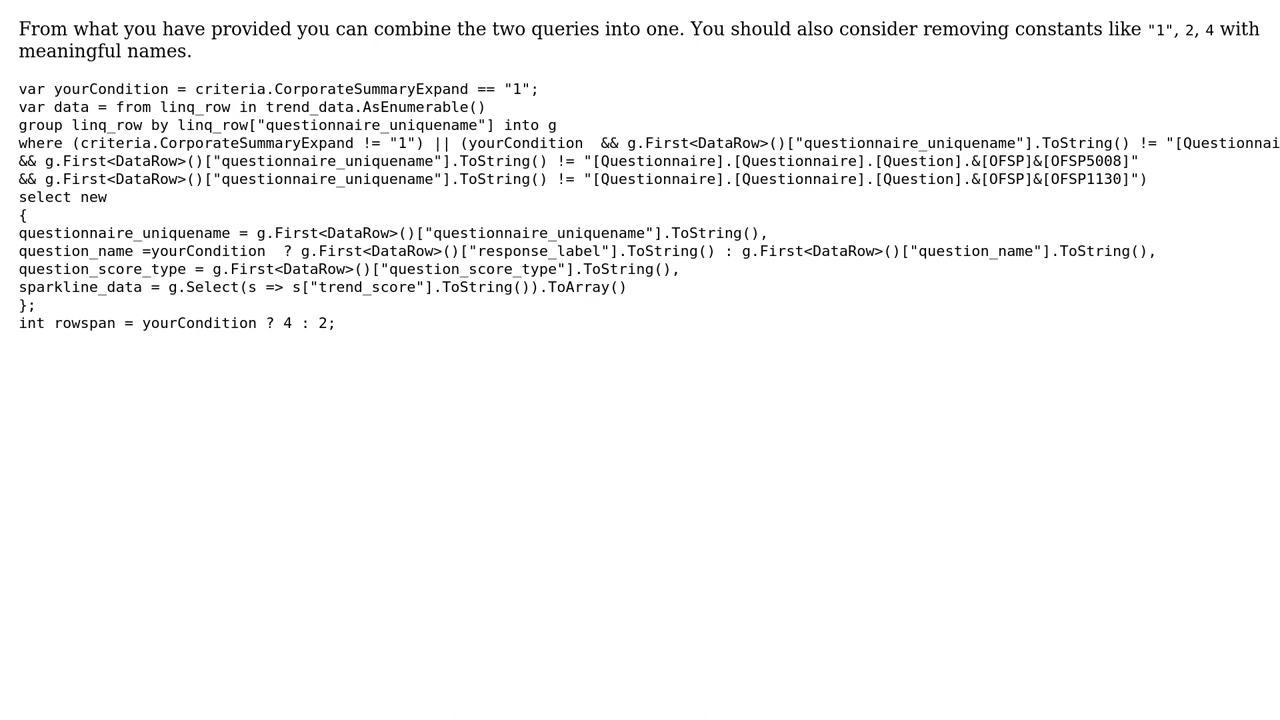 From what you have provided you can combine the two queries into one. You should also consider removing constants like "1", 2, 4 with
meaningful names.
var yourCondition = criteria.CorporateSummaryExpand == "1";
var data = from linq_row in trend_data.AsEnumerable()
group linq_row by linq_row["questionnaire_uniquename"] into g
where (criteria.CorporateSummaryExpand != "1") || (yourCondition  && g.First<DataRow>()["questionnaire_uniquename"].ToString() != "[Questionnai
&& g.First<DataRow>()["questionnaire_uniquename"].ToString() != "[Questionnaire].[Questionnaire].[Question].&[OFSP]&[OFSP5008]"
&& g.First<DataRow>()["questionnaire_uniquename"].ToString() != "[Questionnaire].[Questionnaire].[Question].&[OFSP]&[OFSP1130]")
select new
{
questionnaire_uniquename = g.First<DataRow>()["questionnaire_uniquename"].ToString(),
question_name =yourCondition  ? g.First<DataRow>()["response_label"].ToString() : g.First<DataRow>()["question_name"].ToString(),
question_score_type = g.First<DataRow>()["question_score_type"].ToString(),
sparkline_data = g.Select(s => s["trend_score"].ToString()).ToArray()
};
int rowspan = yourCondition ? 4 : 2;